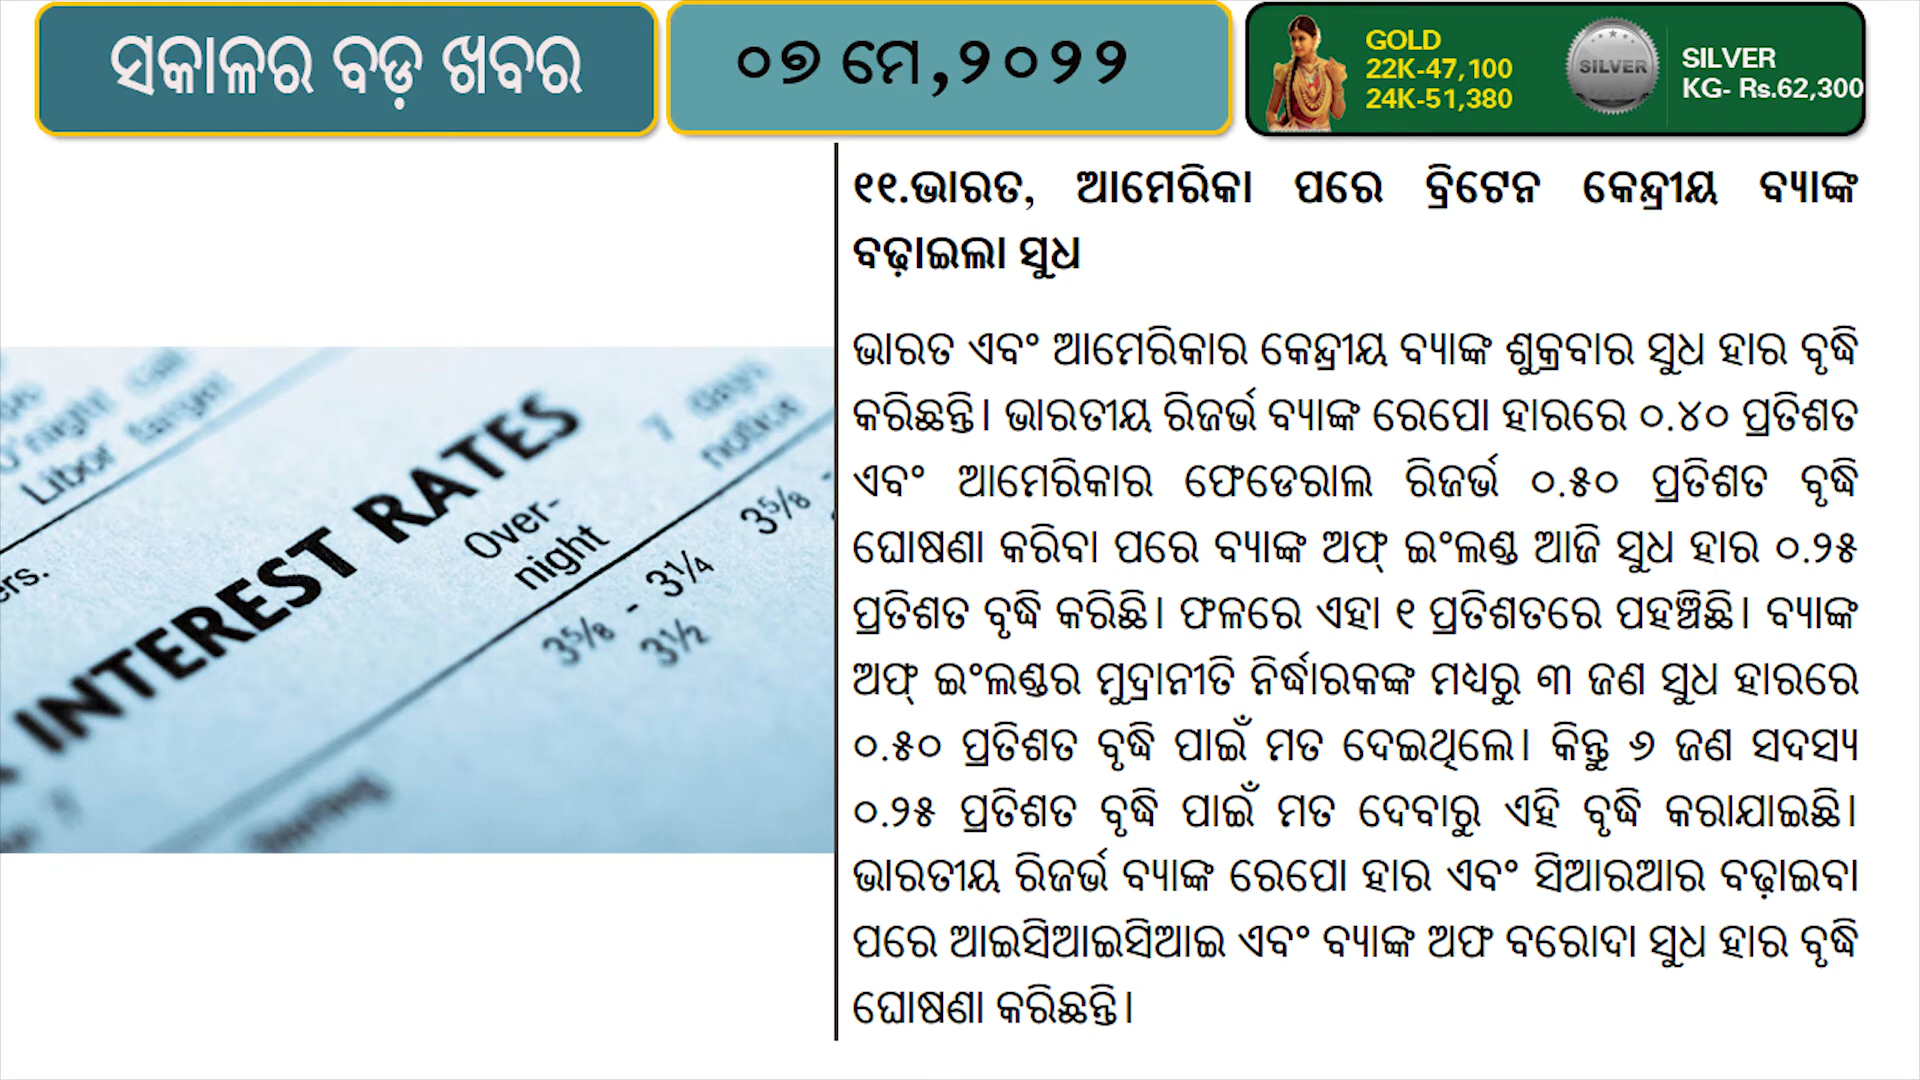 ସକାଳର ବଡ଼ ଖବର
୦୭ ମେ,୨୦୨୨
GOLD
22K-47,100
24K-51,380
SILVER
SILVER
KG- Rs.62,300
୧୧.ଭାରତ, ଆମେରିକା ପରେ ବ୍ରିଟେନ କେନ୍ଦ୍ରୀୟ ବ୍ୟାଙ୍କ
ବଢ଼ାଇଲା ସୁଧ
ଭାରତ ଏବଂ ଆମେରିକାର କେନ୍ଦ୍ରୀୟ ବ୍ୟାଙ୍କ ଶୁକ୍ରବାର ସୁଧ ହାର ବୃଦ୍ଧି
କରିଛନ୍ତି। ଭାରତୀୟ ରିଜର୍ଭ ବ୍ୟାଙ୍କ ରେପୋ ହାରରେ ୦.୪୦ ପ୍ରତିଶତ
ଏବଂ ଆମେରିକାର ଫେଡେରାଲ ରିଜର୍ଭ ୦.୫୦ ପ୍ରତିଶତ ବୃଦ୍ଧି
ଘୋଷଣା କରିବା ପରେ ବ୍ୟାଙ୍କ ଅଫ୍ ଇଂଲଣ୍ଡ ଆଜି ସୁଧ ହାର ୦.୨୫
ପ୍ରତିଶତ ବୃଦ୍ଧି କରିଛି। ଫଳରେ ଏହା ୧ ପ୍ରତିଶତରେ ପହଞ୍ଚିଛି। ବ୍ୟାଙ୍କ
ଅଫ୍ ଇଂଲଣ୍ଡର ମୁଦ୍ରାନୀତି ନିର୍ଦ୍ଧାରକଙ୍କ ମଧ୍ୟରୁ ୩ ଜଣ ସୁଧ ହାରରେ
୦.୫୦ ପ୍ରତିଶତ ବୃଦ୍ଧି ପାଇଁ ମତ ଦେଇଥିଲେ। କିନ୍ତୁ ୬ ଜଣ ସଦସ୍ୟ
୦.୨୫ ପ୍ରତିଶତ ବୃଦ୍ଧି ପାଇଁ ମତ ଦେବାରୁ ଏହି ବୃଦ୍ଧି କରାଯାଇଛି।
ଭାରତୀୟ ରିଜର୍ଭ ବ୍ୟାଙ୍କ ରେପୋ ହାର ଏବଂ ସିଆରଆର ବଢ଼ାଇବା
ପରେ ଆଇସିଆଇସିଆଇ ଏବଂ ବ୍ୟାଙ୍କ ଅଫ ବରୋଦା ସୁଧ ହାର ବୃଦ୍ଧି
ଘୋଷଣା କରିଛନ୍ତି।
O'night call
Libor target
ers.
INTEREST RATES
Over-
night
7 days
notice
3⅝ - 3¼
3½
3⅝ -